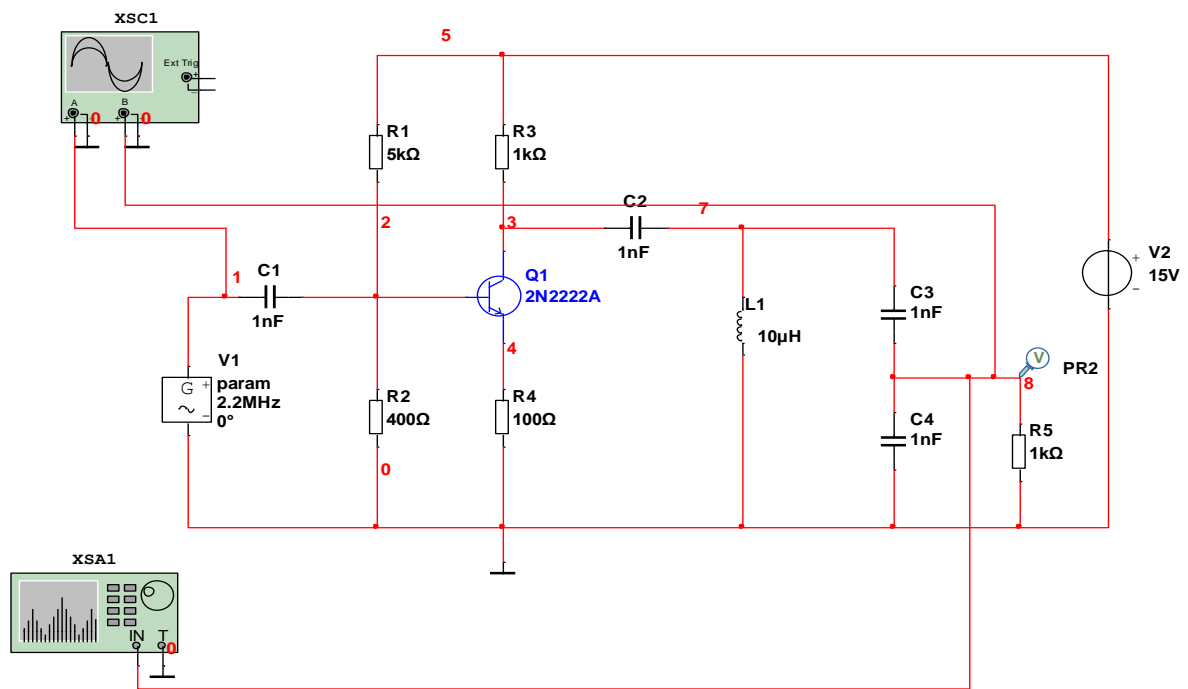 XSC1
Ext Trig
+
−
A
B
+
−
+
−
0
0
5
R1
5kΩ
R3
1kΩ
2
3
C2
1nF
7
1
C1
1nF
Q1
2N2222A
4
V1
param
2.2MHz
0°
G
+
−
R2
400Ω
R4
100Ω
0
L1
10µH
C3
1nF
C4
1nF
V
PR2
8
R5
1kΩ
V2
15V
+
−
XSA1
IN
T
0